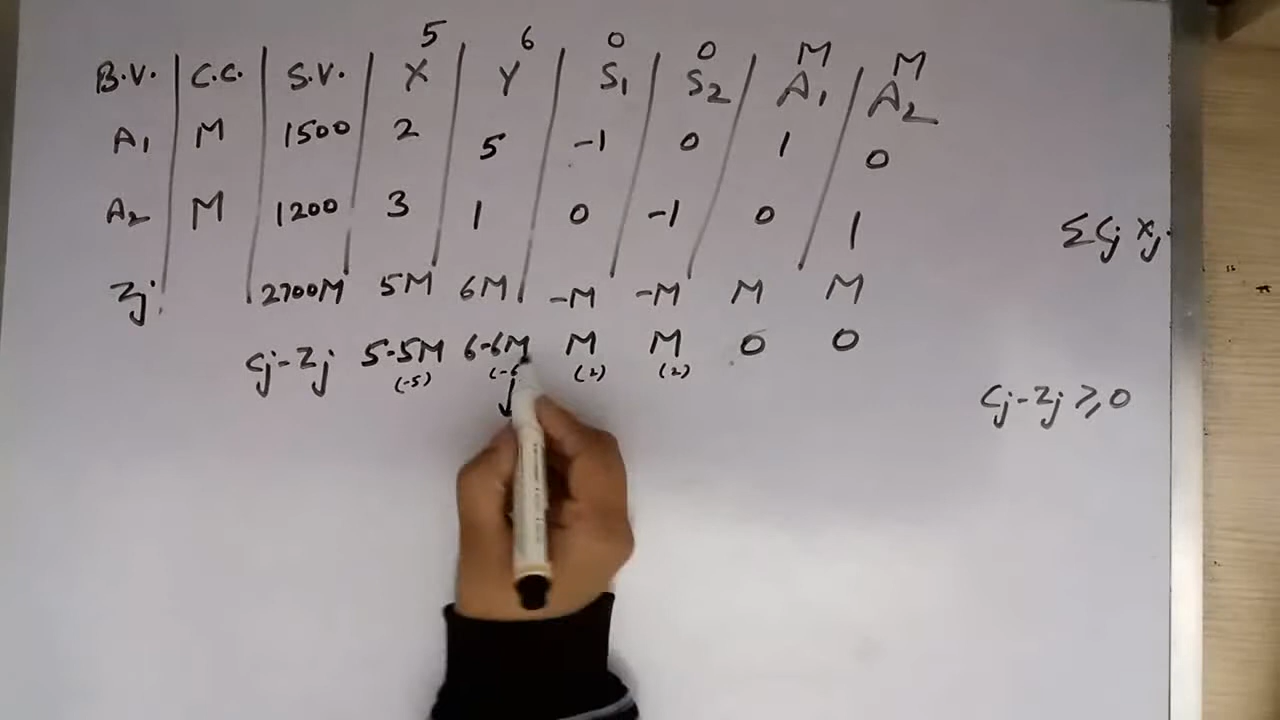 5 6 0 0 M M
B.V. C.C. S.V. X Y S1 S2 A1 A2
A1 M 1500 2 5 -1 0 1 0
A2 M 1200 3 1 0 -1 0 1
Σ Cj Xj
Zj 2700M 5M 6M -M -M M M
Cj - Zj 5-5M 6-6M M M 0 0
(-5) (-6 (2) (2)
Cj - Zj ≥ 0